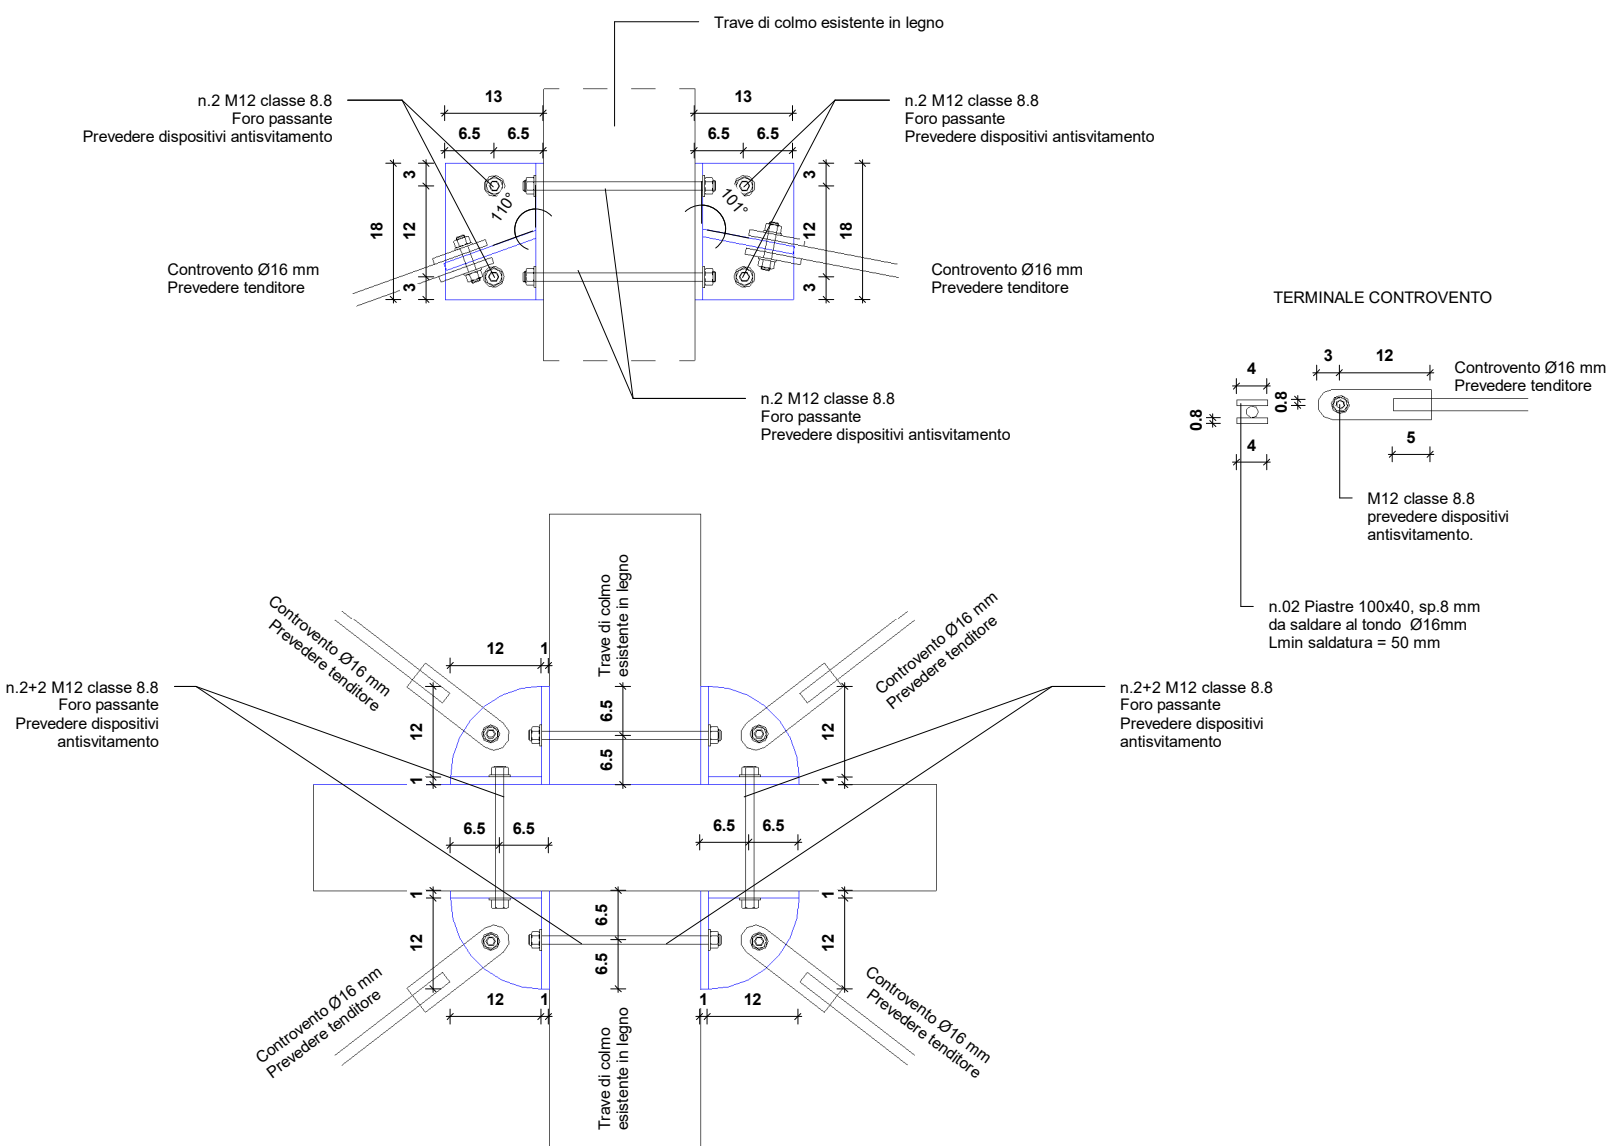 Trave di colmo esistente in legno
n.2 M12 classe 8.8
Foro passante
Prevedere dispositivi antisvitamento
13
6.5 6.5
13
6.5 6.5
n.2 M12 classe 8.8
Foro passante
Prevedere dispositivi antisvitamento
18
3
12
3
110°
101°
3
12
3
18
Controvento Ø16 mm
Prevedere tenditore
Controvento Ø16 mm
Prevedere tenditore
n.2 M12 classe 8.8
Foro passante
Prevedere dispositivi antisvitamento
TERMINALE CONTROVENTO
4
0.8
4
0.8
3 12
5
Controvento Ø16 mm
Prevedere tenditore
M12 classe 8.8
prevedere dispositivi
antisvitamento.
n.02 Piastre 100x40, sp.8 mm
da saldare al tondo Ø16mm
Lmin saldatura = 50 mm
Controvento Ø16 mm
Prevedere tenditore
12 1
Trave di colmo
esistente in legno
Controvento Ø16 mm
Prevedere tenditore
n.2+2 M12 classe 8.8
Foro passante
Prevedere dispositivi
antisvitamento
12
1
6.5
6.5
12
1
n.2+2 M12 classe 8.8
Foro passante
Prevedere dispositivi
antisvitamento
6.5 6.5
6.5 6.5
1
12
6.5
6.5
1
12
Controvento Ø16 mm
Prevedere tenditore
12 1
Trave di colmo
esistente in legno
1 12
Controvento Ø16 mm
Prevedere tenditore